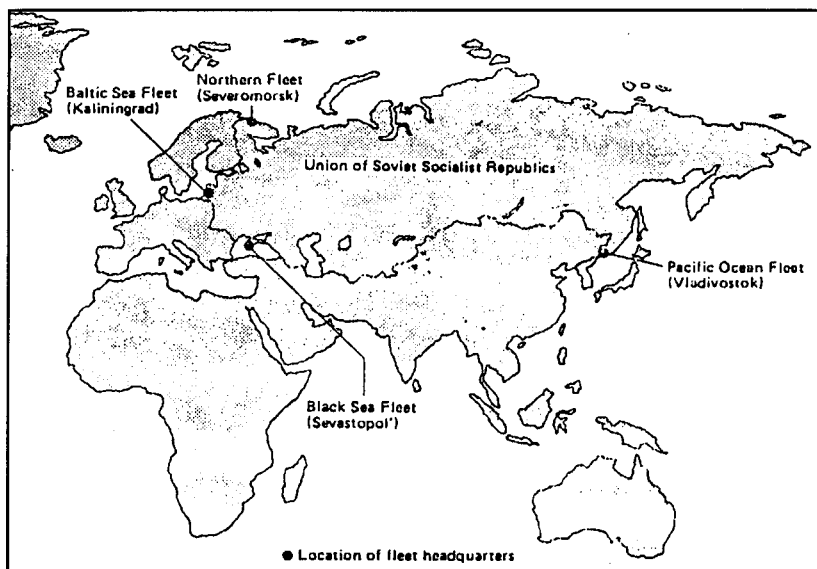 Northern Fleet
(Severomorsk)
Baltic Sea Fleet
(Kaliningrad)
Union of Soviet Socialist Republics
Pacific Ocean Fleet
(Vladivostok)
Black Sea Fleet
(Sevastopol')
Location of fleet headquarters